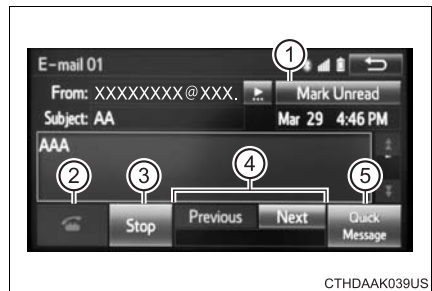 E-mail 01
1
From: XXXXXXXX@XXX.
Mark Unread
Subject: AA
Mar 29 4:46 PM
AAA
2
3
4
5
Stop
Previous
Next
Quick
Message
CTHDAAK039US